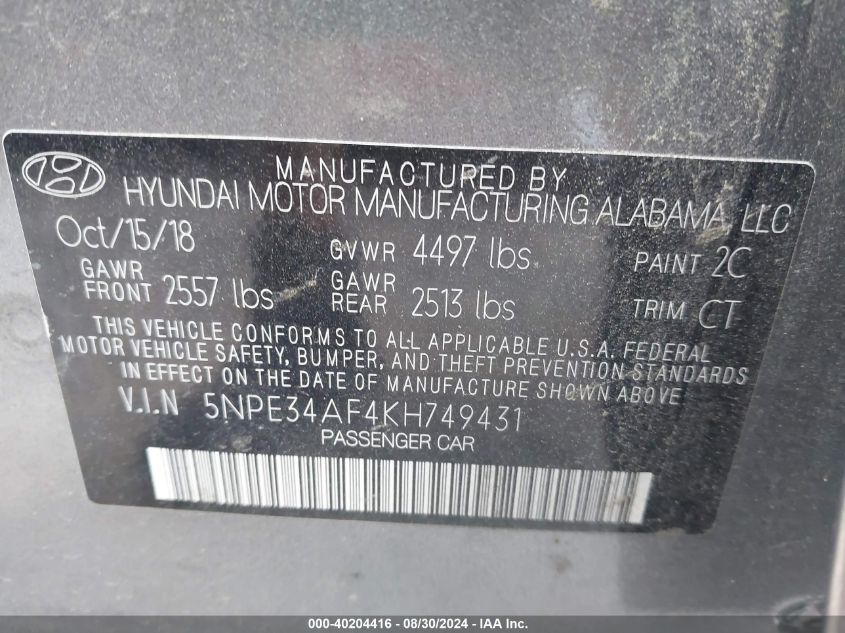 MANUFACTURED BY
HYUNDAI MOTOR MANUFACTURING ALABAMA, LLC
Oct/15/18 GVWR 4497 lbs PAINT 2C
GAWR FRONT 2557 lbs GAWR REAR 2513 lbs TRIM CT
THIS VEHICLE CONFORMS TO ALL APPLICABLE U.S.A. FEDERAL
MOTOR VEHICLE SAFETY, BUMPER, AND THEFT PREVENTION STANDARDS
IN EFFECT ON THE DATE OF MANUFACTURE SHOWN ABOVE
V.I.N 5NPE34AF4KH749431
PASSENGER CAR
000-40204416 - 08/30/2024 - IAA Inc.